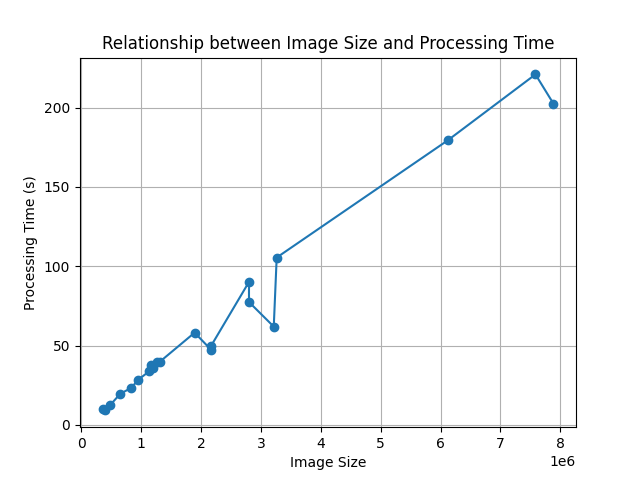 Relationship between Image Size and Processing Time
Processing Time (s)
200
150
100
50
0
0 1 2 3 4 5 6 7 8
1e6
Image Size